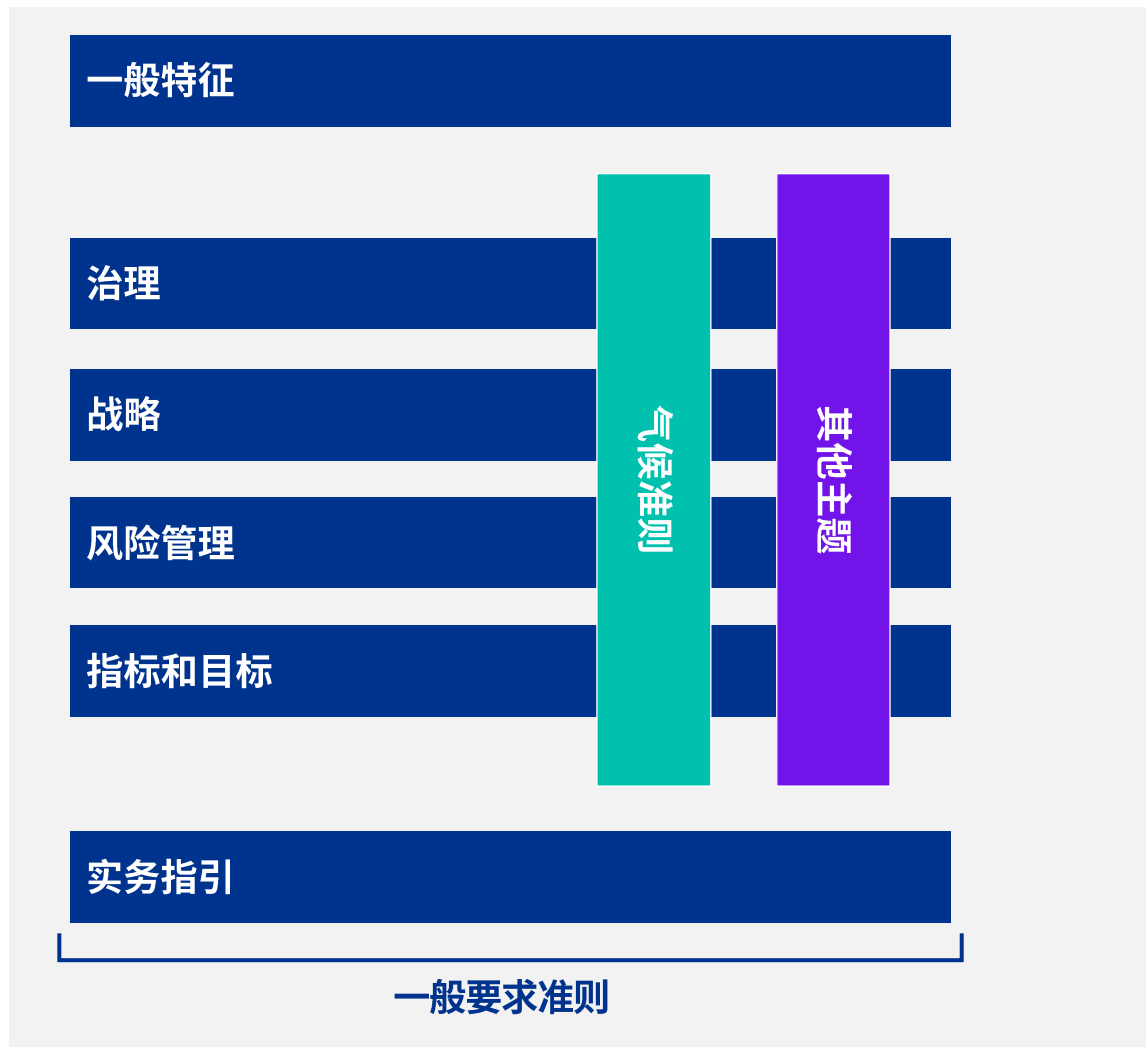 一般特征
治理
战略
风险管理
指标和目标
气候准则
其他主题
实务指引
一般要求准则